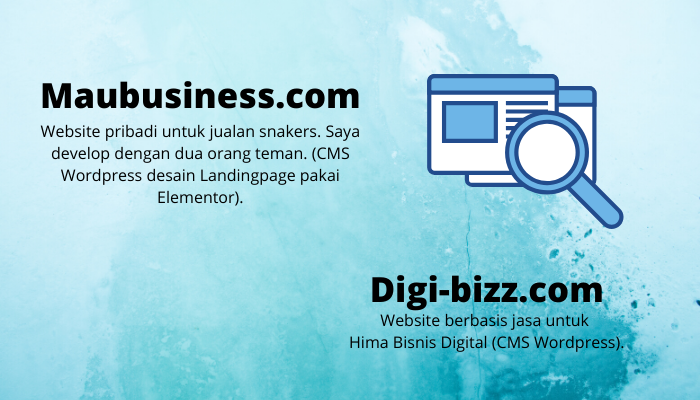 Maubusiness.com
Website pribadi untuk jualan snakers. Saya
develop dengan dua orang teman. (CMS
Wordpress desain Landingpage pakai
Elementor).
Digi-bizz.com
Website berbasis jasa untuk
Hima Bisnis Digital (CMS Wordpress).